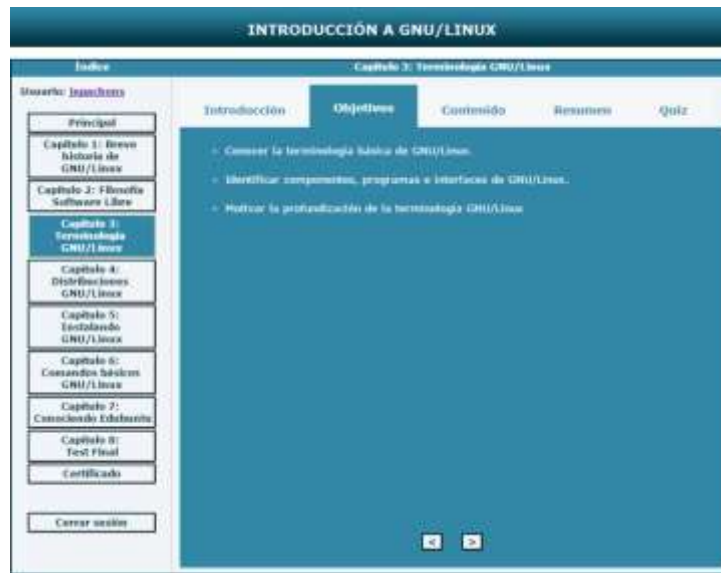 INTRODUCCIÓN A GNU/LINUX
Índice
Capítulo 3: Terminología GNU/Linux
Usuario:
Introducción
Objetivos
Contenido
Resumen
Quiz
Principal
Capítulo 1: Breve
historia de
GNU/Linux
Capítulo 2: Filosofía
Software Libre
Capítulo 3:
Terminología
GNU/Linux
Capítulo 4:
Distribuciones
GNU/Linux
Capítulo 5:
Instalando
GNU/Linux
Capítulo 6:
Comandos básicos
GNU/Linux
Capítulo 7:
Conociendo Edubuntu
Capítulo 8:
Test Final
Certificado
Cerrar sesión
Conocer la terminología básica de GNU/Linux.
Identificar componentes, programas e interfaces de GNU/Linux.
Motivar la profundización de la terminología GNU/Linux
< >